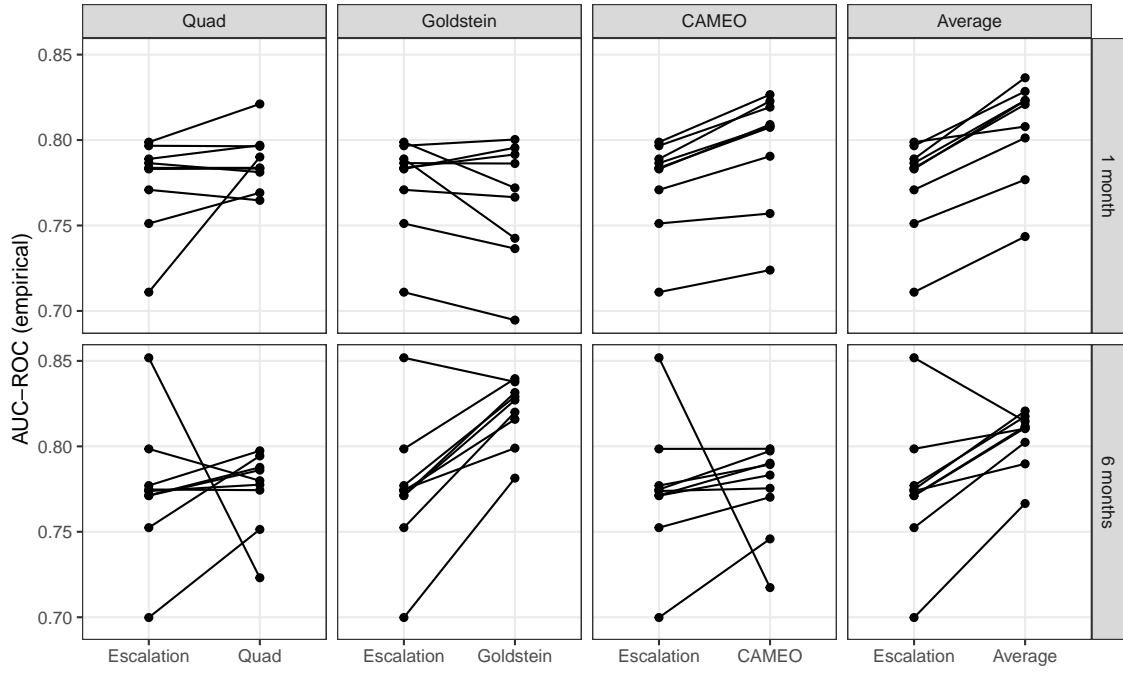 Quad Goldstein CAMEO Average
AUC−ROC (empirical)
0.85
0.80
0.75
0.70
1 month
0.85
0.80
0.75
0.70
6 months
Escalation Quad Escalation Goldstein Escalation CAMEO Escalation Average